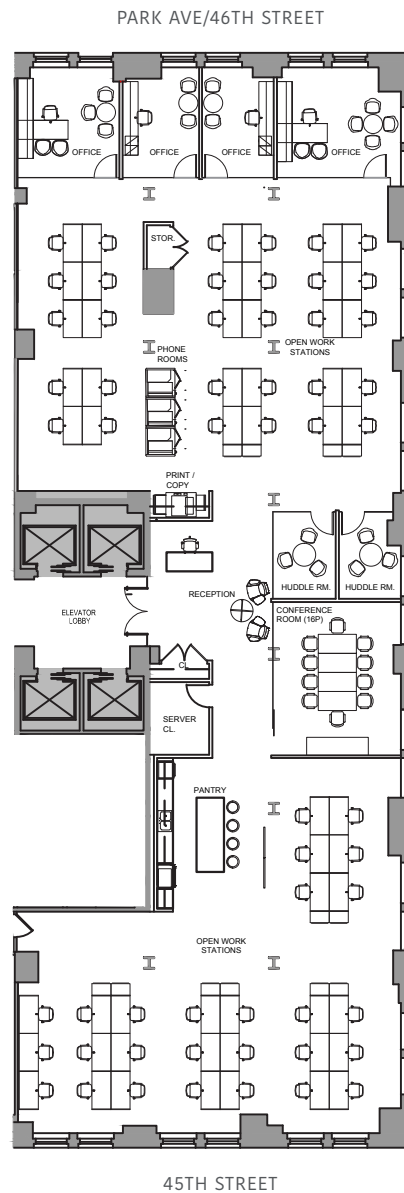 PARK AVE/46TH STREET
OFFICE
OFFICE
OFFICE
OFFICE
STOR.
OPEN WORK
STATIONS
PHONE
ROOMS
PRINT /
COPY
HUDDLE RM.
HUDDLE RM.
RECEPTION
ELEVATOR
LOBBY
CONFERENCE
ROOM (16P)
CL.
SERVER
CL.
PANTRY
OPEN WORK
STATIONS
45TH STREET